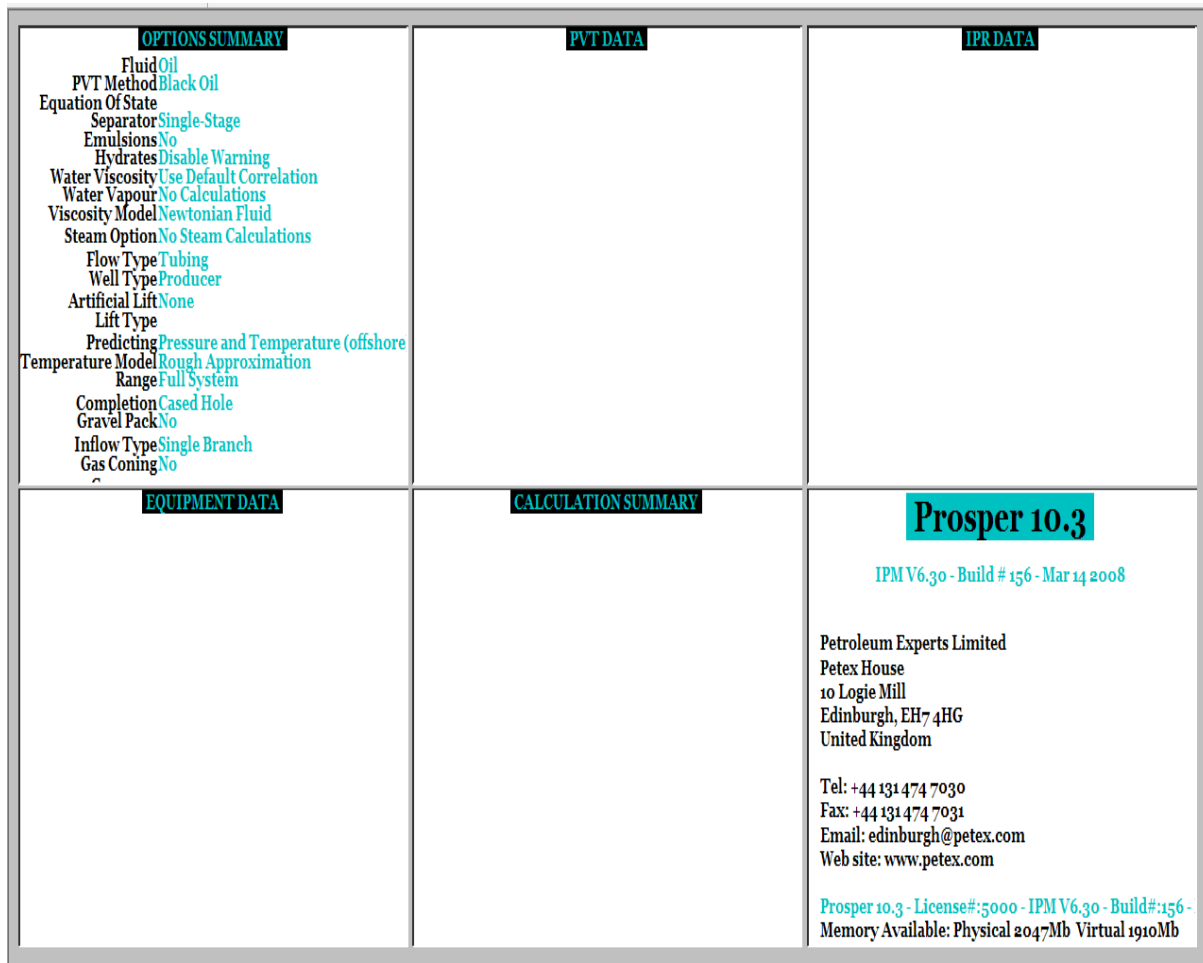 OPTIONS SUMMARY
Fluid Oil
PVT Method Black Oil
Equation Of State
Separator Single-Stage
Emulsions No
Hydrates Disable Warning
Water Viscosity Use Default Correlation
Water Vapour No Calculations
Viscosity Model Newtonian Fluid
Steam Option No Steam Calculations
Flow Type Tubing
Well Type Producer
Artificial Lift None
Lift Type
Predicting Pressure and Temperature (offshore
Temperature Model Rough Approximation
Range Full System
Completion Cased Hole
Gravel Pack No
Inflow Type Single Branch
Gas Coning No
PVT DATA
IPR DATA
EQUIPMENT DATA
CALCULATION SUMMARY
Prosper 10.3
IPM V6.30 - Build # 156 - Mar 14 2008
Petroleum Experts Limited
Petex House
10 Logie Mill
Edinburgh, EH7 4HG
United Kingdom
Tel: +44 131 474 7030
Fax: +44 131 474 7031
Email: edinburgh@petex.com
Web site: www.petex.com
Prosper 10.3 - License#:5000 - IPM V6.30 - Build#:156 -
Memory Available: Physical 2047Mb Virtual 1910Mb